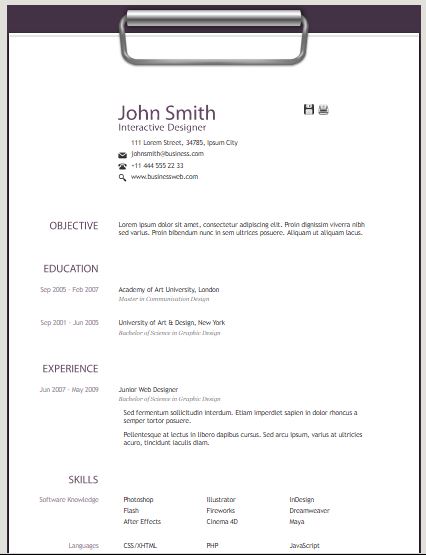 John Smith
Interactive Designer
111 Lorem Street, 34785, Ipsum City
johnsmith@business.com
+11 444 555 22 33
www.businessweb.com
OBJECTIVE
Lorem ipsum dolor sit amet, consectetur adipiscing elit. Proin dignissim viverra nibh
sed varius. Proin bibendum nunc in sem ultrices posuere. Aliquam ut aliquam lacus.
EDUCATION
Sep 2005 - Feb 2007 Academy of Art University, London
Master in Communication Design
Sep 2001 - Jun 2005 University of Art & Design, New York
Bachelor of Science in Graphic Design
EXPERIENCE
Jun 2007 - May 2009 Junior Web Designer
Bachelor of Science in Graphic Design
Sed fermentum sollicitudin interdum. Etiam imperdiet sapien in dolor rhoncus a
semper tortor posuere.
Pellentesque at lectus in libero dapibus cursus. Sed arcu ipsum, varius at ultricies
acuro, tincidunt iaculis diam.
SKILLS
Software Knowledge Photoshop Illustrator InDesign
Flash Fireworks Dreamweaver
After Effects Cinema 4D Maya
Languages CSS/XHTML PHP JavaScript